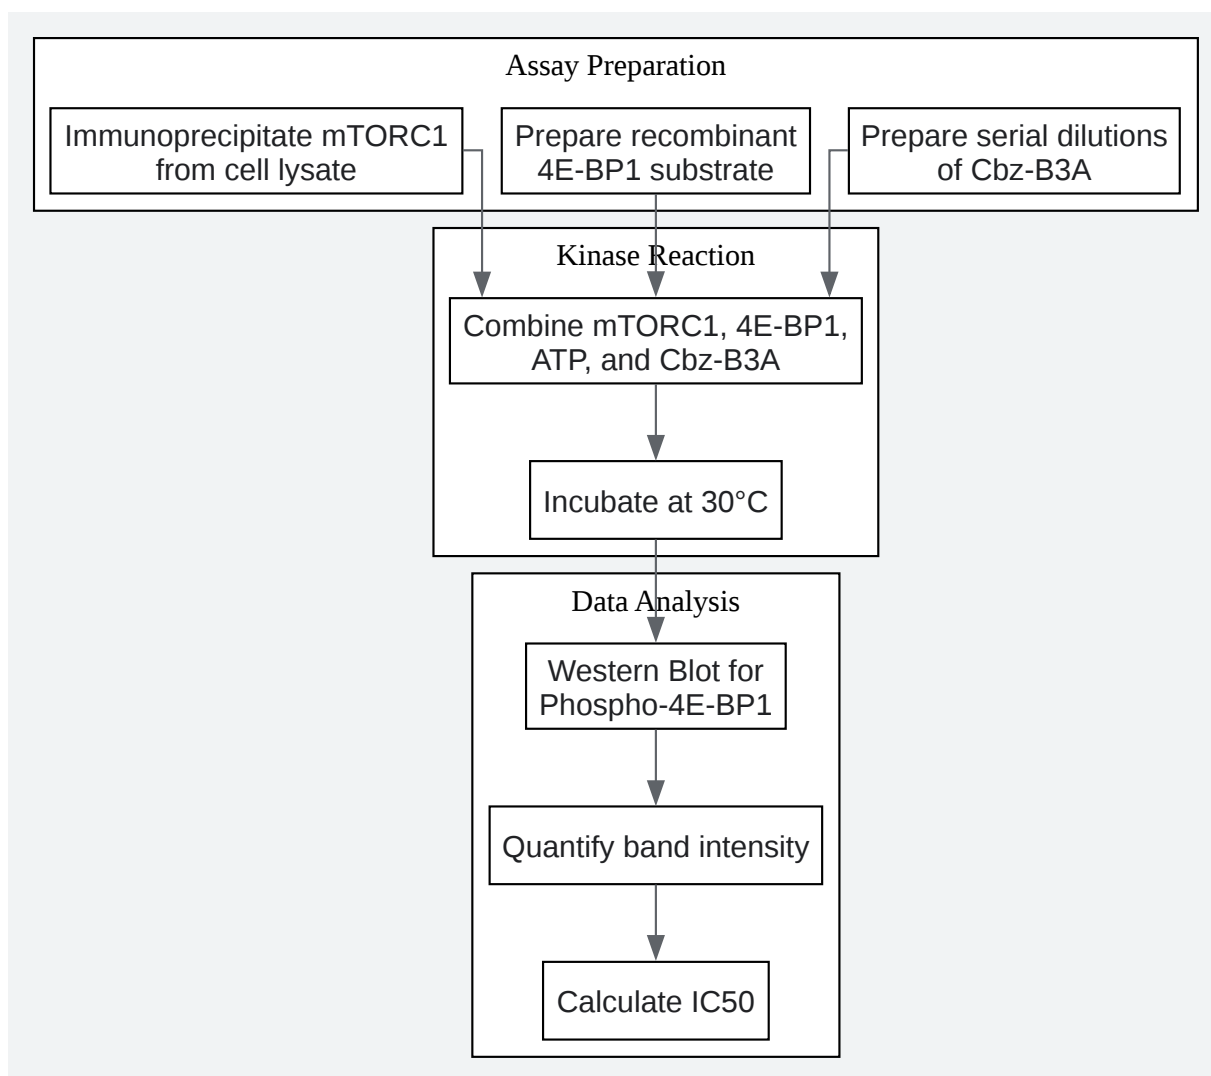 Assay Preparation
Immunoprecipitate mTORC1
from cell lysate
Prepare recombinant
4E-BP1 substrate
Prepare serial dilutions
of Cbz-B3A
Kinase Reaction
Combine mTORC1, 4E-BP1,
ATP, and Cbz-B3A
Incubate at 30°C
Data Analysis
Western Blot for
Phospho-4E-BP1
Quantify band intensity
Calculate IC50